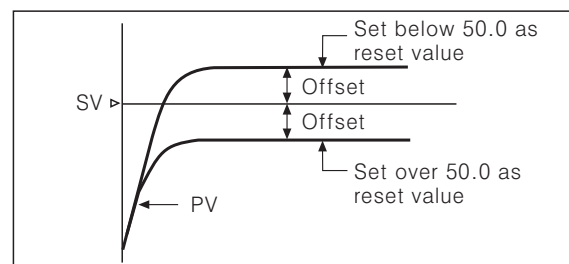 Set below 50.0 as
reset value
Offset
SV
Offset
Set over 50.0 as
reset value
PV